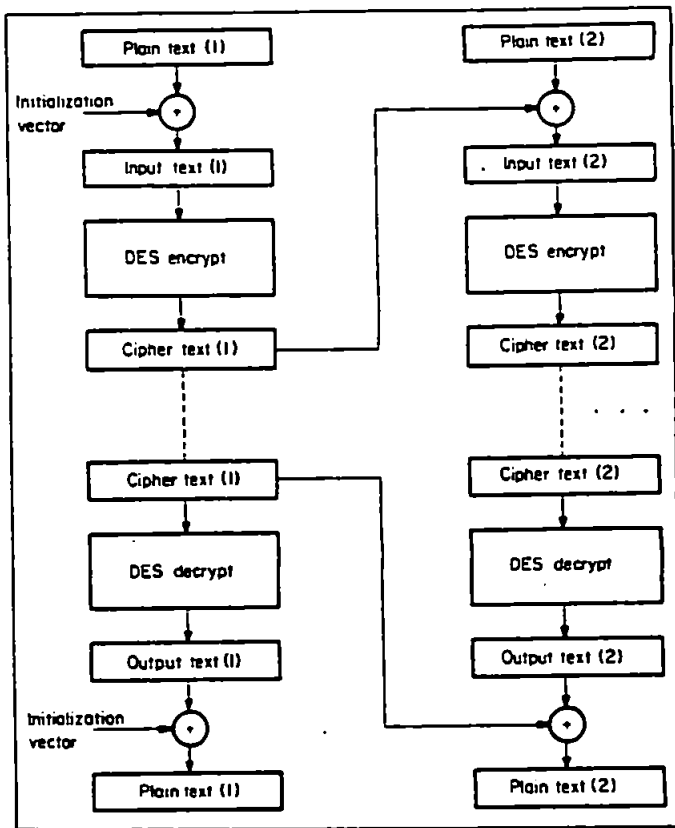 Plain text (1)
Initialization
vector
+
Input text (1)
DES encrypt
Cipher text (1)
Cipher text (1)
DES decrypt
Output text (1)
Initialization
vector
+
Plain text (1)
Plain text (2)
+
Input text (2)
DES encrypt
Cipher text (2)
. . .
Cipher text (2)
DES decrypt
Output text (2)
+
Plain text (2)